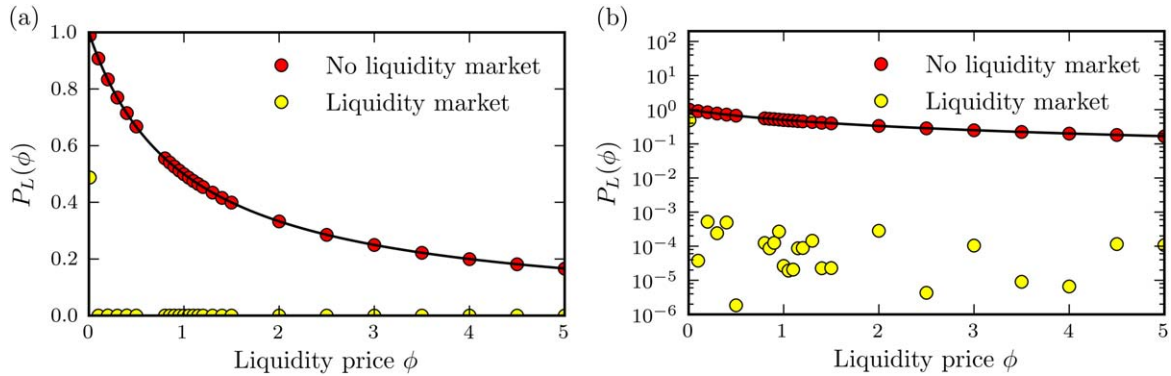 (a)
1.0
0.8
0.6
0.4
0.2
0.0
P_L(φ)
No liquidity market
Liquidity market
0 1 2 3 4 5
Liquidity price φ
(b)
10^2
10^1
10^0
10^-1
10^-2
10^-3
10^-4
10^-5
10^-6
P_L(φ)
No liquidity market
Liquidity market
0 1 2 3 4 5
Liquidity price φ